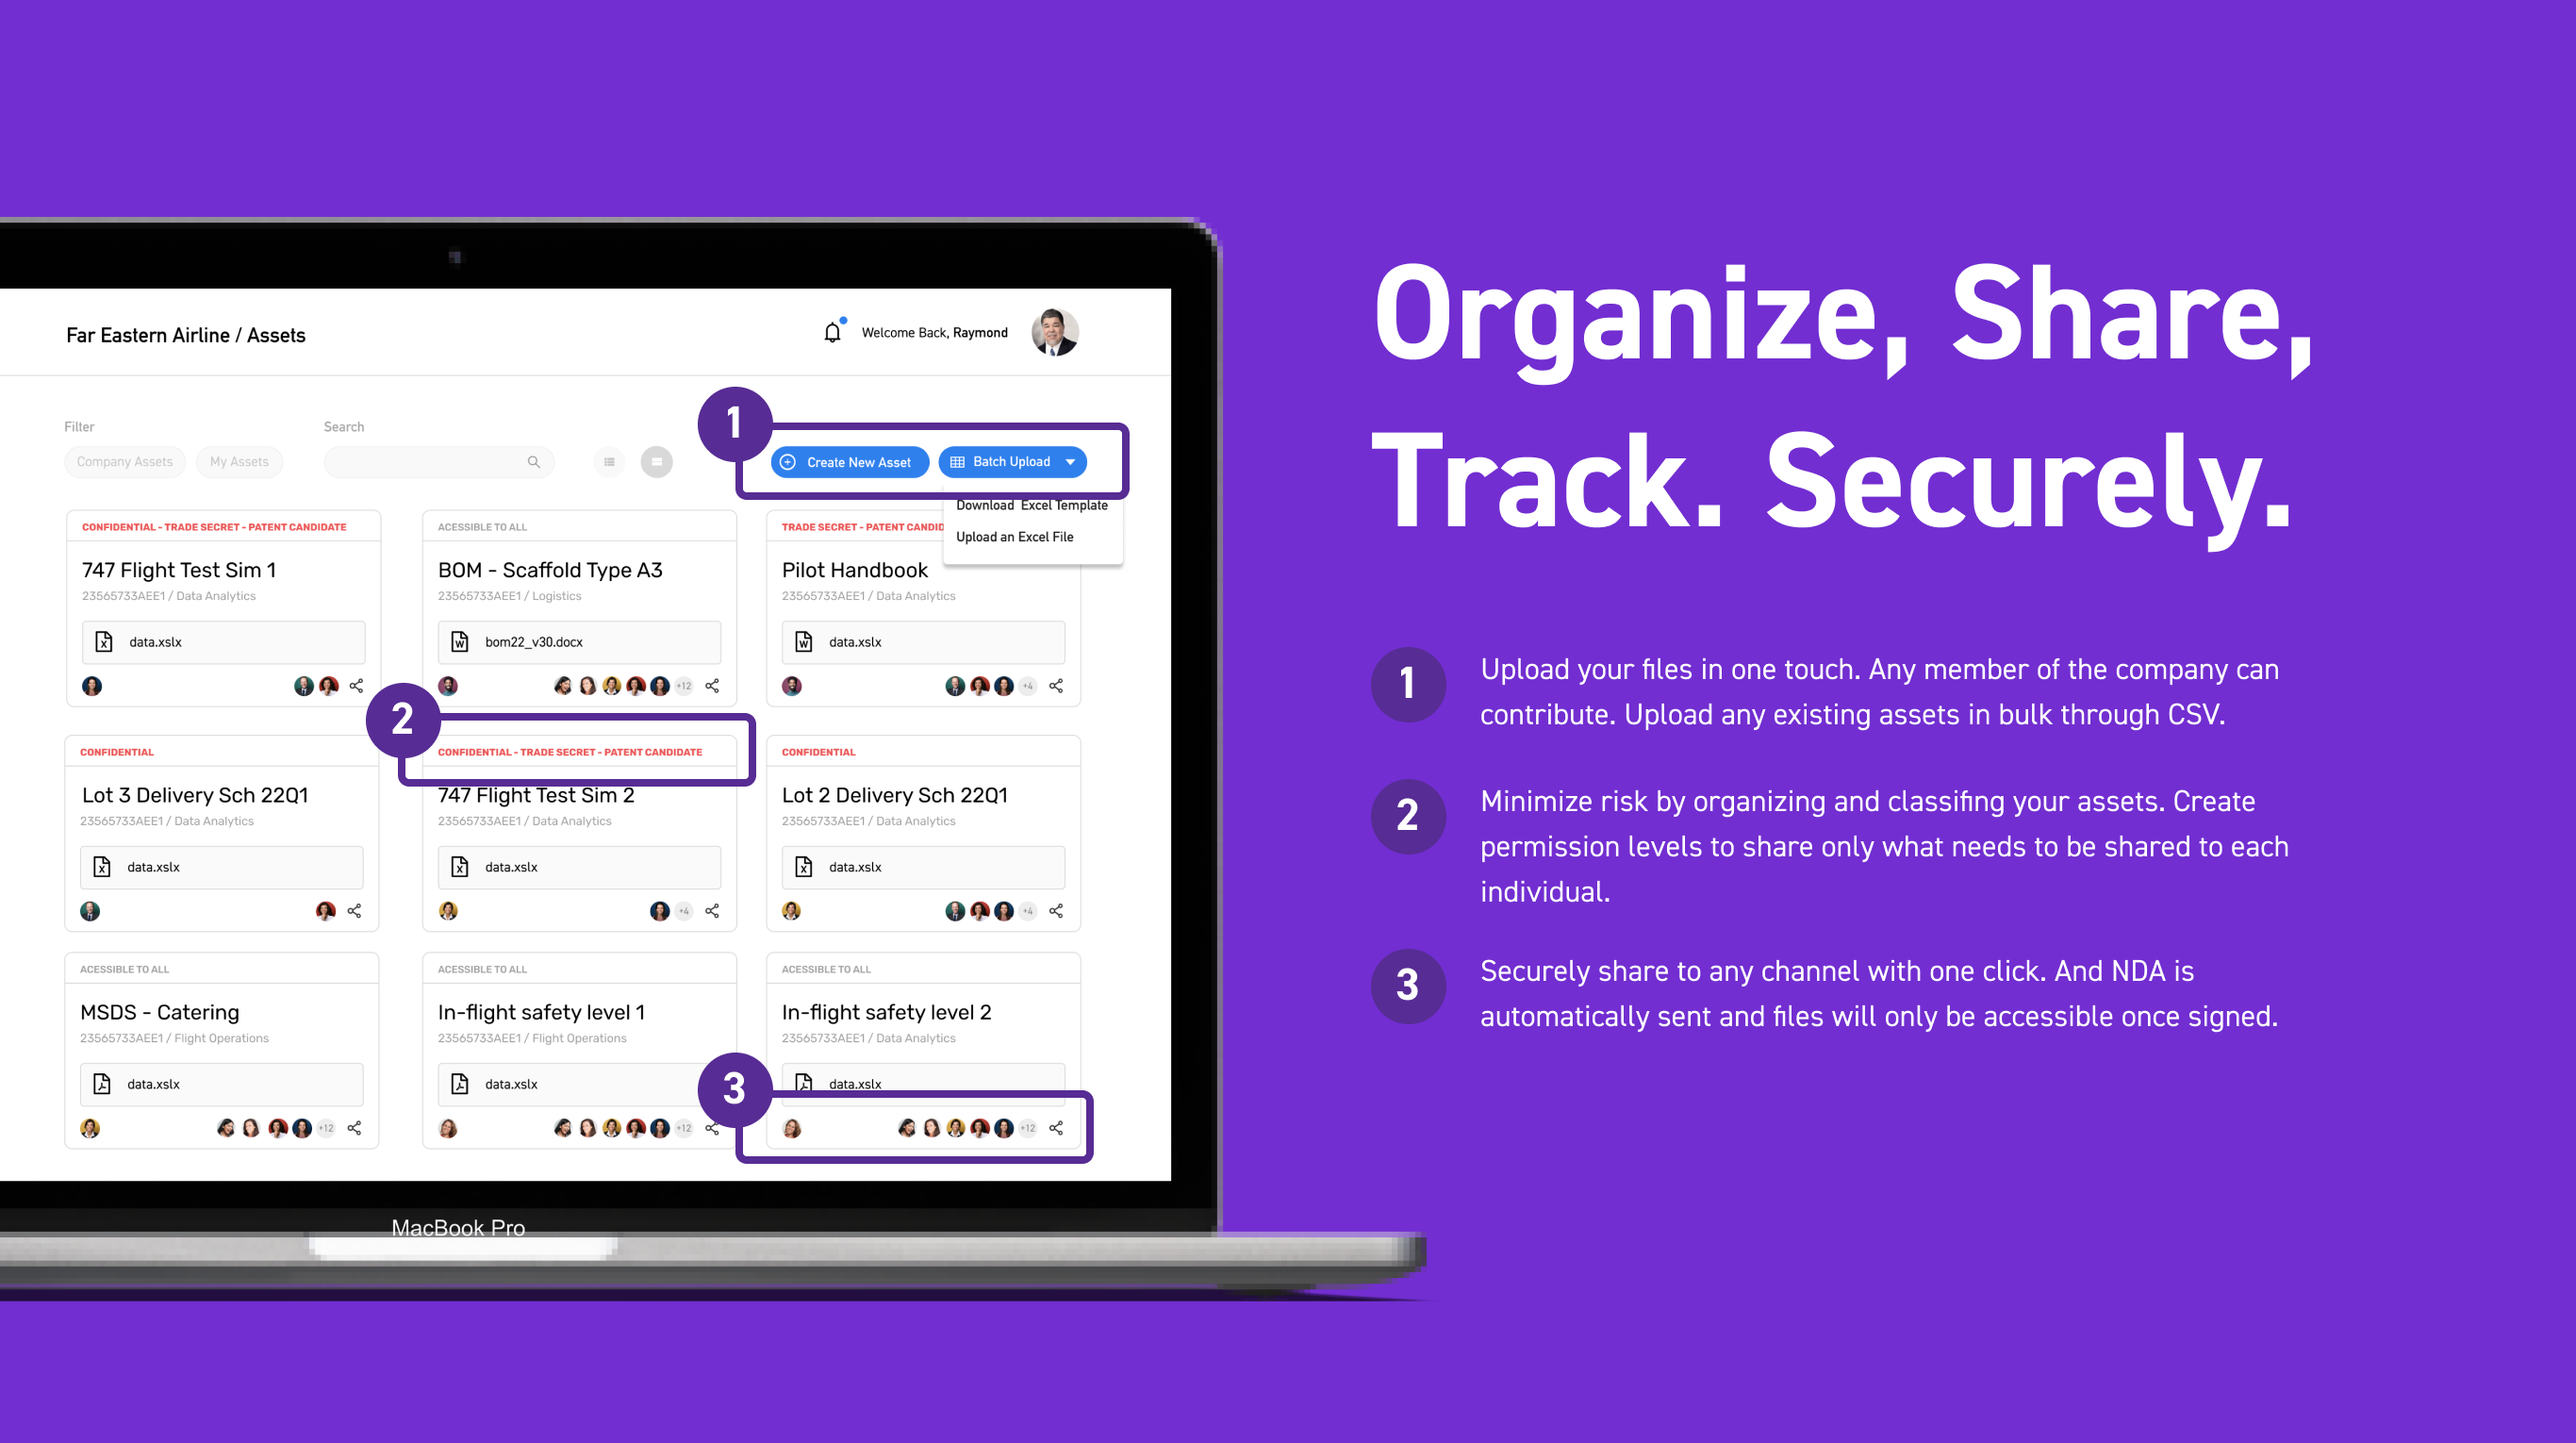 Far Eastern Airline / Assets
Welcome Back, Raymond
Filter
Search
Company Assets
My Assets
1
Create New Asset
Batch Upload
Download Excel Template
Upload an Excel File
CONFIDENTIAL - TRADE SECRET - PATENT CANDIDATE
747 Flight Test Sim 1
23565733AEE1 / Data Analytics
data.xslx
ACESSIBLE TO ALL
BOM - Scaffold Type A3
23565733AEE1 / Logistics
bom22_v30.docx
+12
TRADE SECRET - PATENT CANDID
Pilot Handbook
23565733AEE1 / Data Analytics
data.xslx
+4
CONFIDENTIAL
Lot 3 Delivery Sch 22Q1
23565733AEE1 / Data Analytics
data.xslx
2
CONFIDENTIAL - TRADE SECRET - PATENT CANDIDATE
747 Flight Test Sim 2
23565733AEE1 / Data Analytics
data.xslx
+4
CONFIDENTIAL
Lot 2 Delivery Sch 22Q1
23565733AEE1 / Data Analytics
data.xslx
+4
ACESSIBLE TO ALL
MSDS - Catering
23565733AEE1 / Flight Operations
data.xslx
+12
ACESSIBLE TO ALL
In-flight safety level 1
23565733AEE1 / Flight Operations
data.xslx
+12
ACESSIBLE TO ALL
In-flight safety level 2
23565733AEE1 / Data Analytics
data.xslx
3
+12
MacBook Pro
Organize, Share,
Track. Securely.
1
Upload your files in one touch. Any member of the company can
contribute. Upload any existing assets in bulk through CSV.
2
Minimize risk by organizing and classifing your assets. Create
permission levels to share only what needs to be shared to each
individual.
3
Securely share to any channel with one click. And NDA is
automatically sent and files will only be accessible once signed.